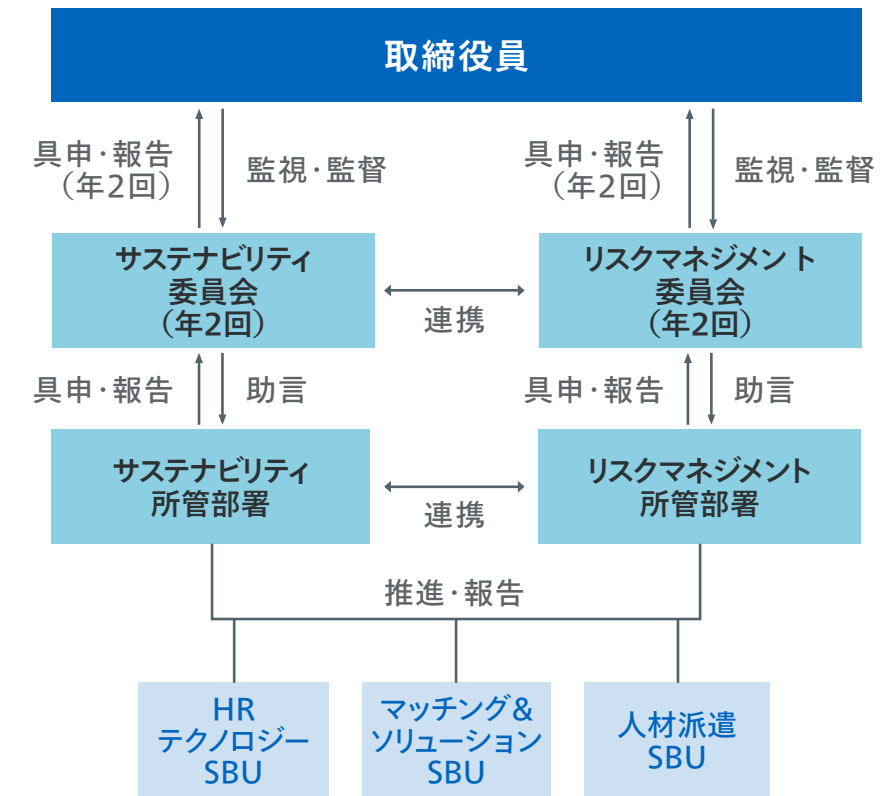 取締役員
具申・報告
（年2回）
監視・監督
具申・報告
（年2回）
監視・監督
サステナビリティ
委員会
（年2回）
連携
リスクマネジメント
委員会
（年2回）
具申・報告
助言
具申・報告
助言
サステナビリティ
所管部署
連携
リスクマネジメント
所管部署
推進・報告
HR
テクノロジー
SBU
マッチング&
ソリューション
SBU
人材派遣
SBU